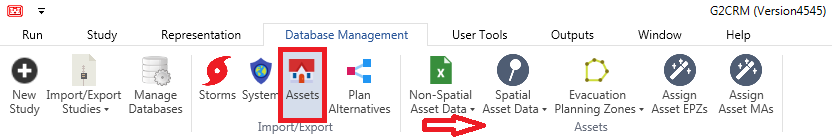 G2CRM (Version4545)
Run Study Representation Database Management User Tools Outputs Window Help
New Study
Import/Export Studies
Manage Databases
Storms
System
Assets
Plan Alternatives
Non-Spatial Asset Data
Spatial Asset Data
Evacuation Planning Zones
Assign Asset EPZs
Assign Asset MAs
Import/Export
Assets